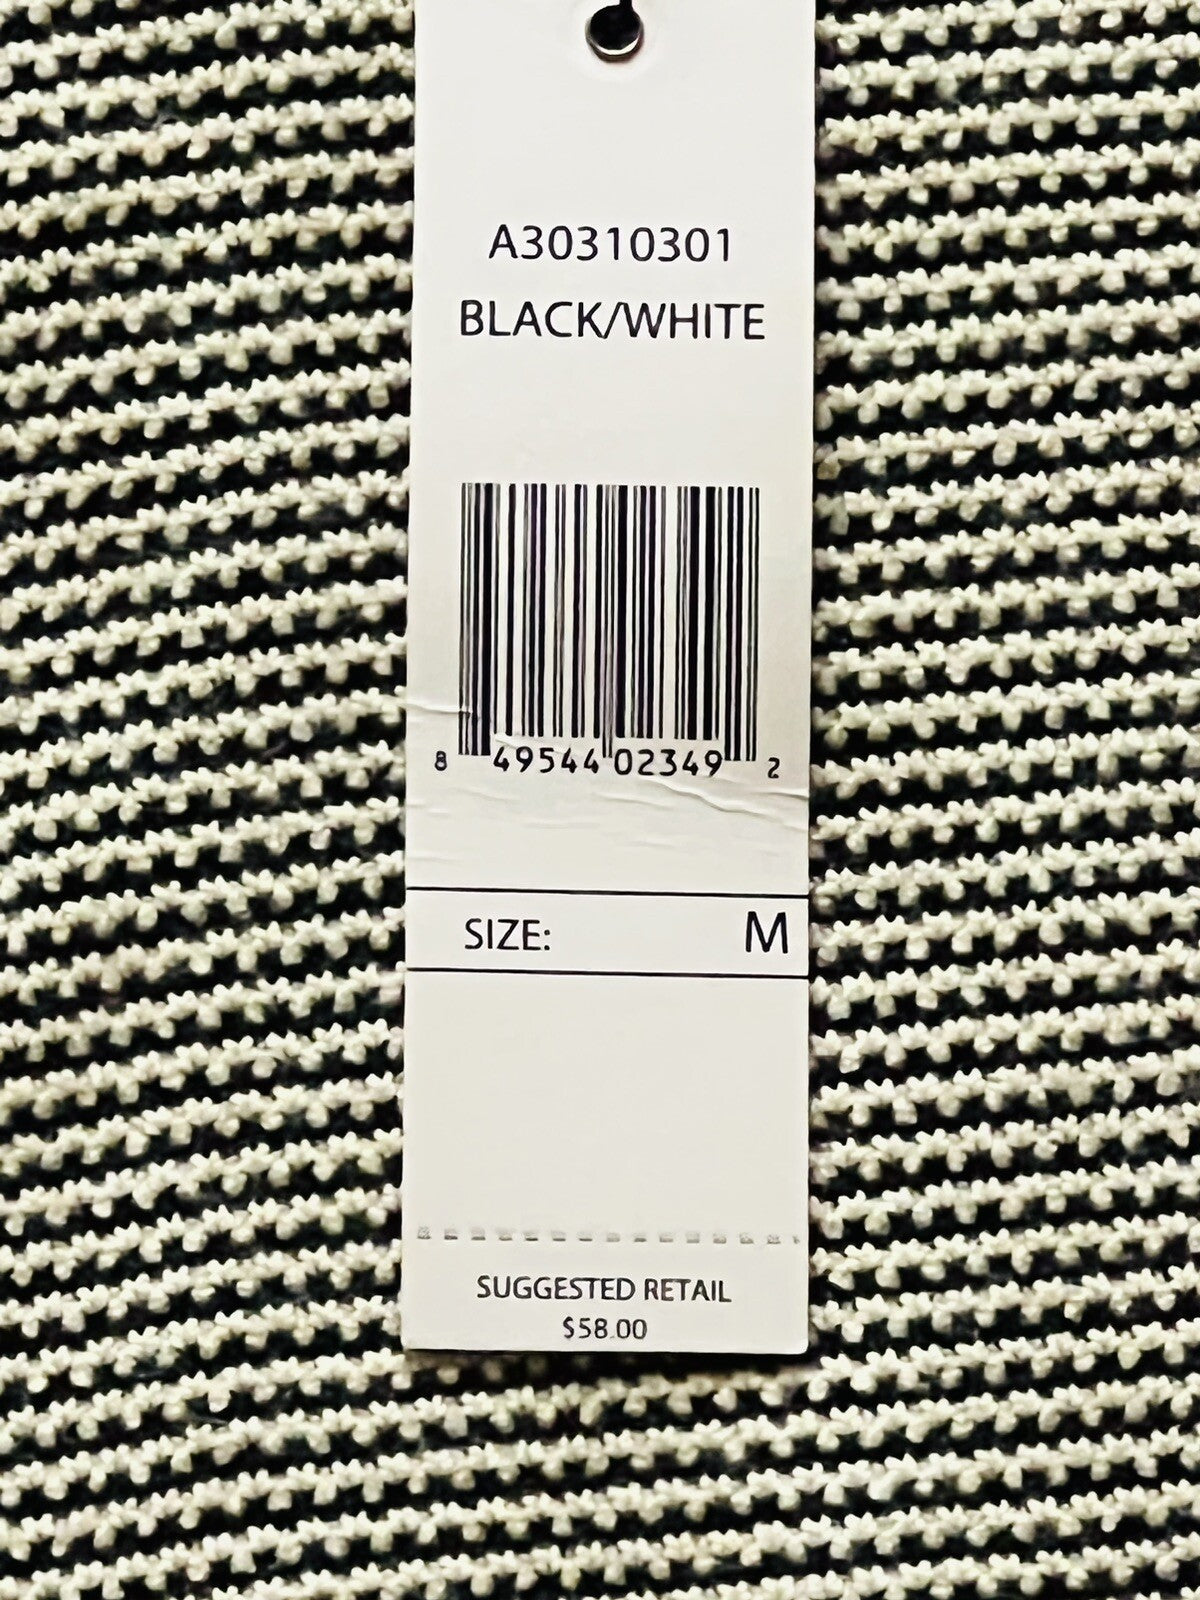 A30310301
BLACK/WHITE
8 49544 02349 2
SIZE: M
SUGGESTED RETAIL
$58.00